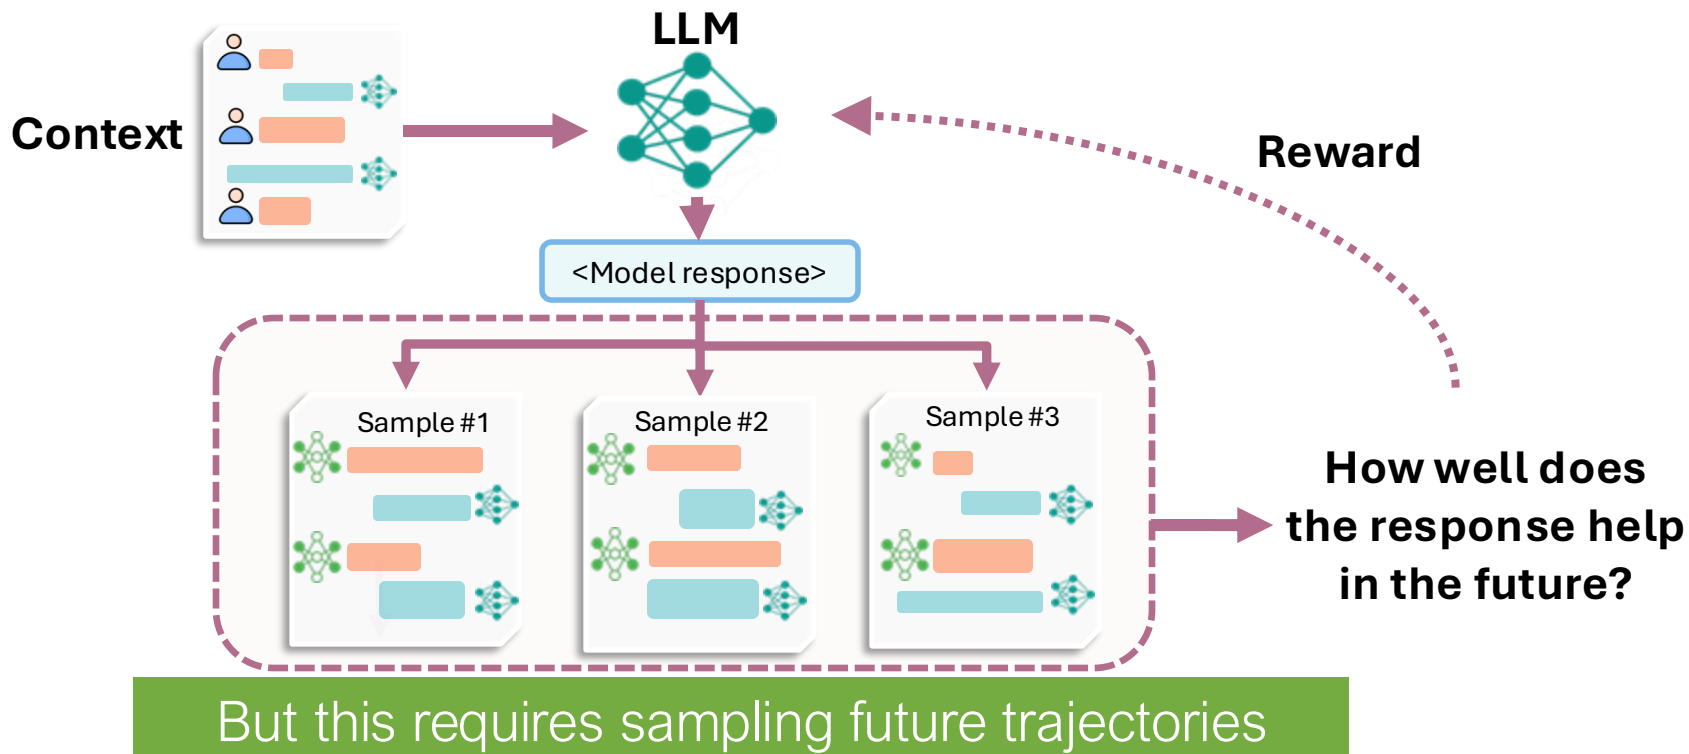 LLM
Context
Reward
<Model response>
Sample #1
Sample #2
Sample #3
How well does
the response help
in the future?
But this requires sampling future trajectories